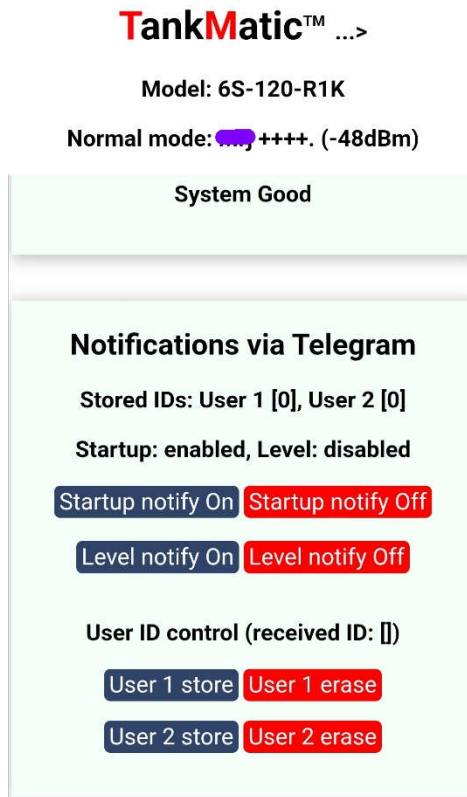 TankMatic™ ...>
Model: 6S-120-R1K
Normal mode: ++++. (-48dBm)
System Good
Notifications via Telegram
Stored IDs: User 1 [0], User 2 [0]
Startup: enabled, Level: disabled
Startup notify On Startup notify Off
Level notify On Level notify Off
User ID control (received ID: [])
User 1 store User 1 erase
User 2 store User 2 erase